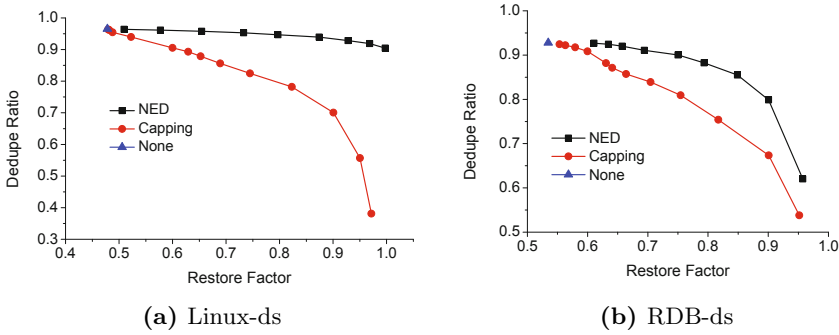 1.0
0.9
0.8
0.7
0.6
0.5
0.4
0.3
Dedupe Ratio
NED
Capping
None
0.4 0.5 0.6 0.7 0.8 0.9 1.0
Restore Factor
(a) Linux-ds
1.0
0.9
0.8
0.7
0.6
0.5
Dedupe Ratio
NED
Capping
None
0.5 0.6 0.7 0.8 0.9 1.0
Restore Factor
(b) RDB-ds